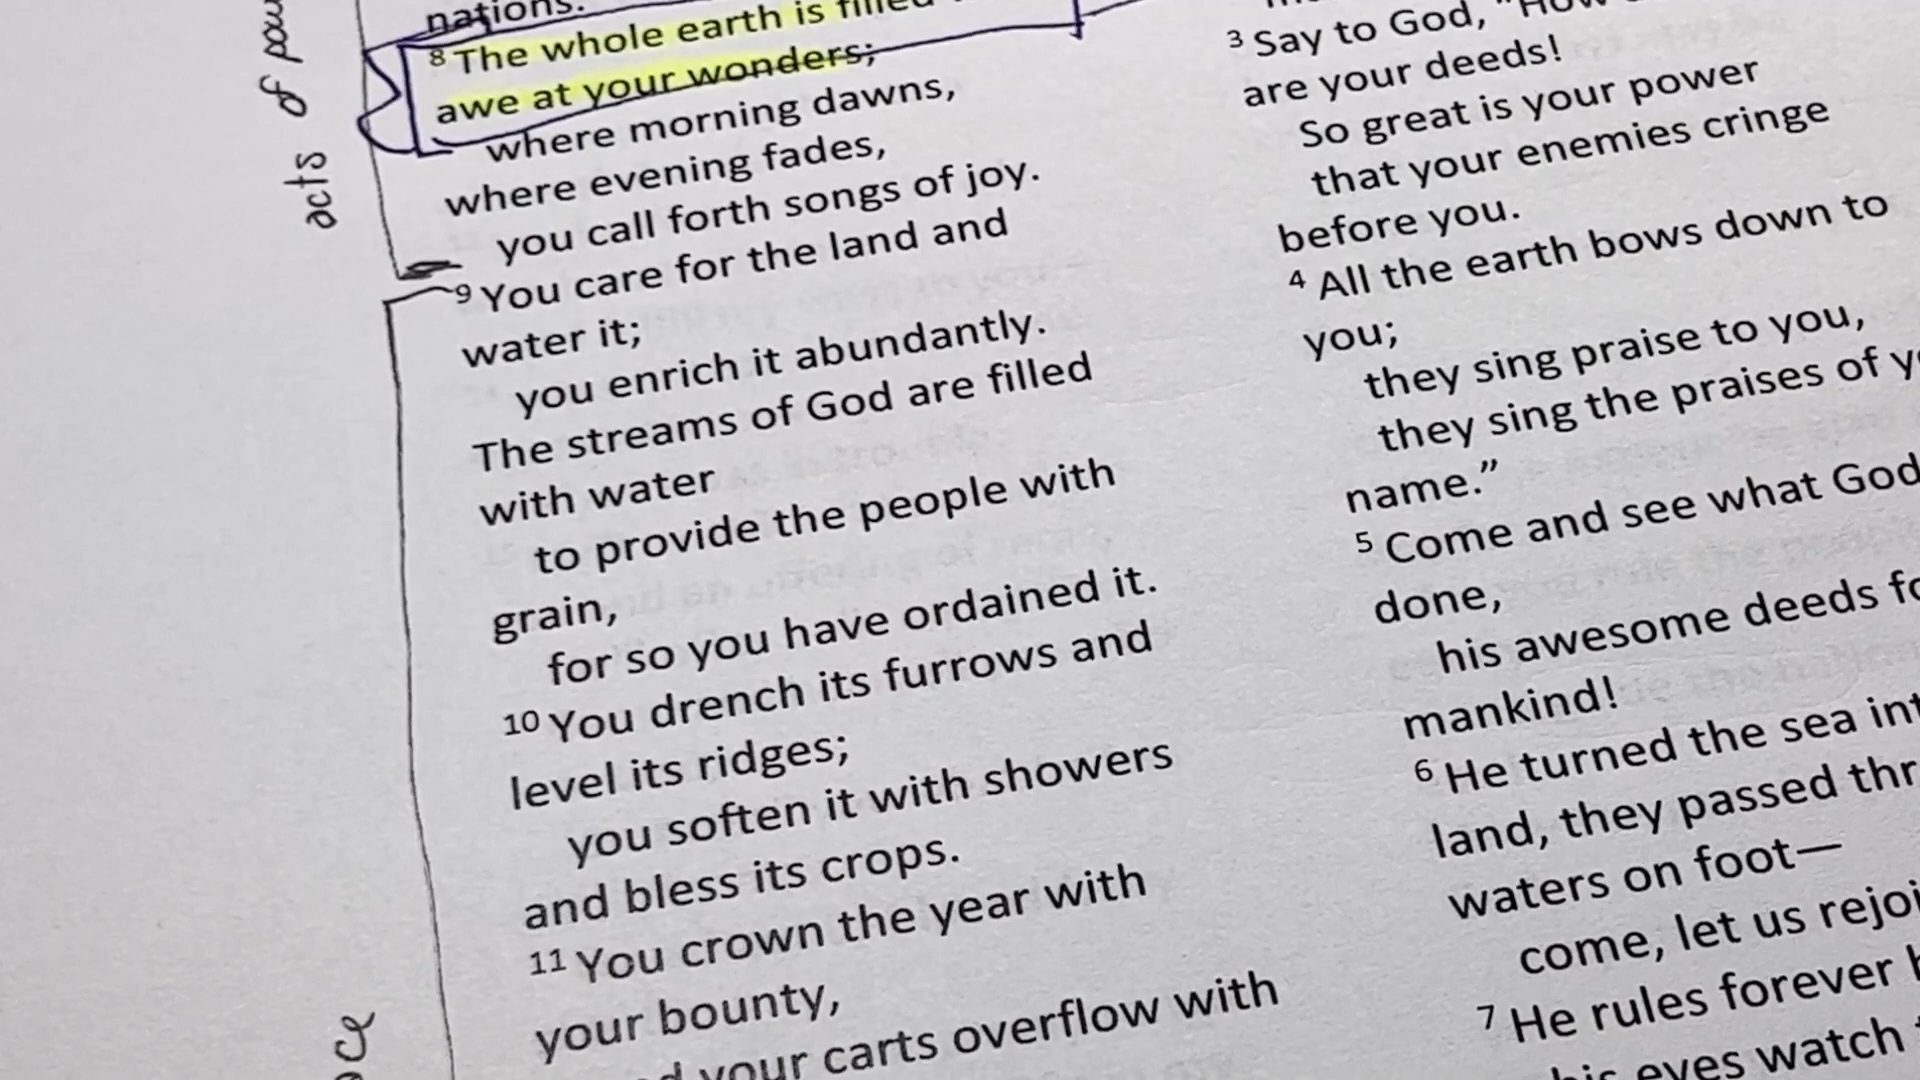 acts of
nations.
8 The whole earth is filled
awe at your wonders;
where morning dawns,
where evening fades,
you call forth songs of joy.
9 You care for the land and
water it;
you enrich it abundantly.
The streams of God are filled
with water
to provide the people with
grain,
for so you have ordained it.
10 You drench its furrows and
level its ridges;
you soften it with showers
and bless its crops.
11 You crown the year with
your bounty,
your carts overflow with
3 Say to God, "How
are your deeds!
So great is your power
that your enemies cringe
before you.
4 All the earth bows down to
you;
they sing praise to you,
they sing the praises of
name.”
5 Come and see what God
done,
his awesome deeds
mankind!
6 He turned the sea
land, they passed
waters on foot—
come, let us
7 He rules forever
his eyes watch